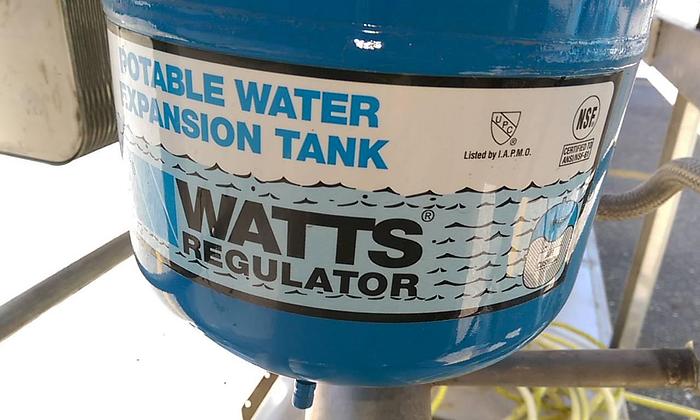 POTABLE WATER
EXPANSION TANK
UPC
®
Listed by I.A.P.M.O.
NSF
CERTIFIED TO
ANSI/NSF-61
WATTS®
REGULATOR